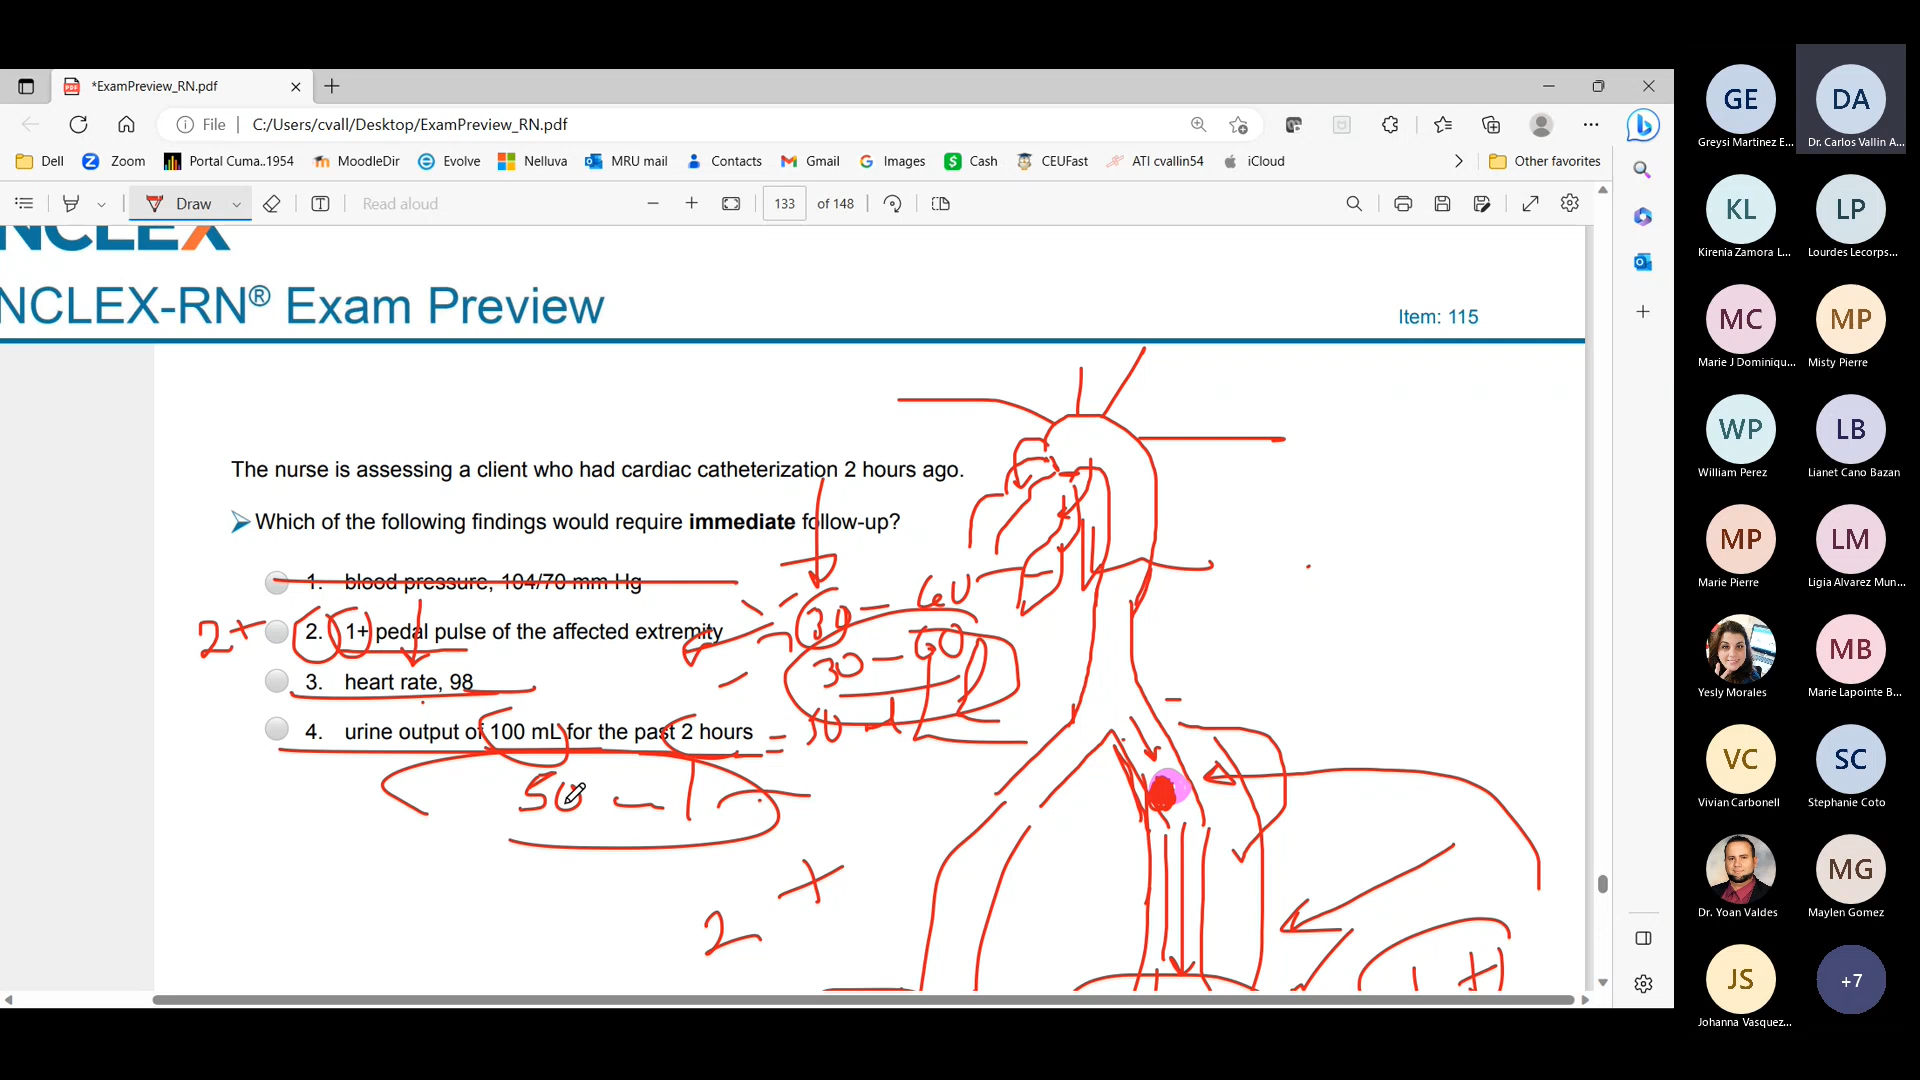 *ExamPreview_RN.pdf
File
C:/Users/cvall/Desktop/ExamPreview_RN.pdf
Dell Zoom Portal Cuma..1954 MoodleDir Evolve Nelluva MRU mail Contacts Gmail Images Cash CEUFast ATI cvallin54 iCloud Other favorites
Draw Read aloud 133 of 148
NCLEX
NCLEX-RN® Exam Preview
Item: 115
The nurse is assessing a client who had cardiac catheterization 2 hours ago.
Which of the following findings would require immediate follow-up?
1. blood pressure, 104/70 mm Hg
2+
2. 1+ pedal pulse of the affected extremity
3. heart rate, 98
4. urine output of 100 mL for the past 2 hours
30 –
30 – 60
= 50 ml
50 – 1
2 +
1 +
GE
Greysi Martinez E...
DA
Dr. Carlos Vallin A...
KL
Kirenia Zamora L...
LP
Lourdes Lecorps...
MC
Marie J Dominiqu...
MP
Misty Pierre
WP
William Perez
LB
Lianet Cano Bazan
MP
Marie Pierre
LM
Ligia Alvarez Mun...
Yesly Morales
MB
Marie Lapointe B...
VC
Vivian Carbonell
SC
Stephanie Coto
Dr. Yoan Valdes
MG
Maylen Gomez
JS
Johanna Vasquez...
+7